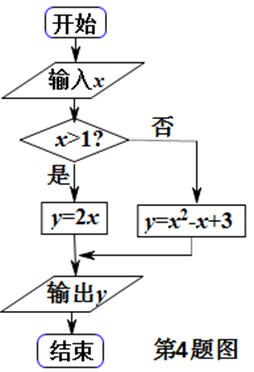 开始
输入x
x>1?
否
是
y=2x
y=x²-x+3
输出y
结束
第4题图